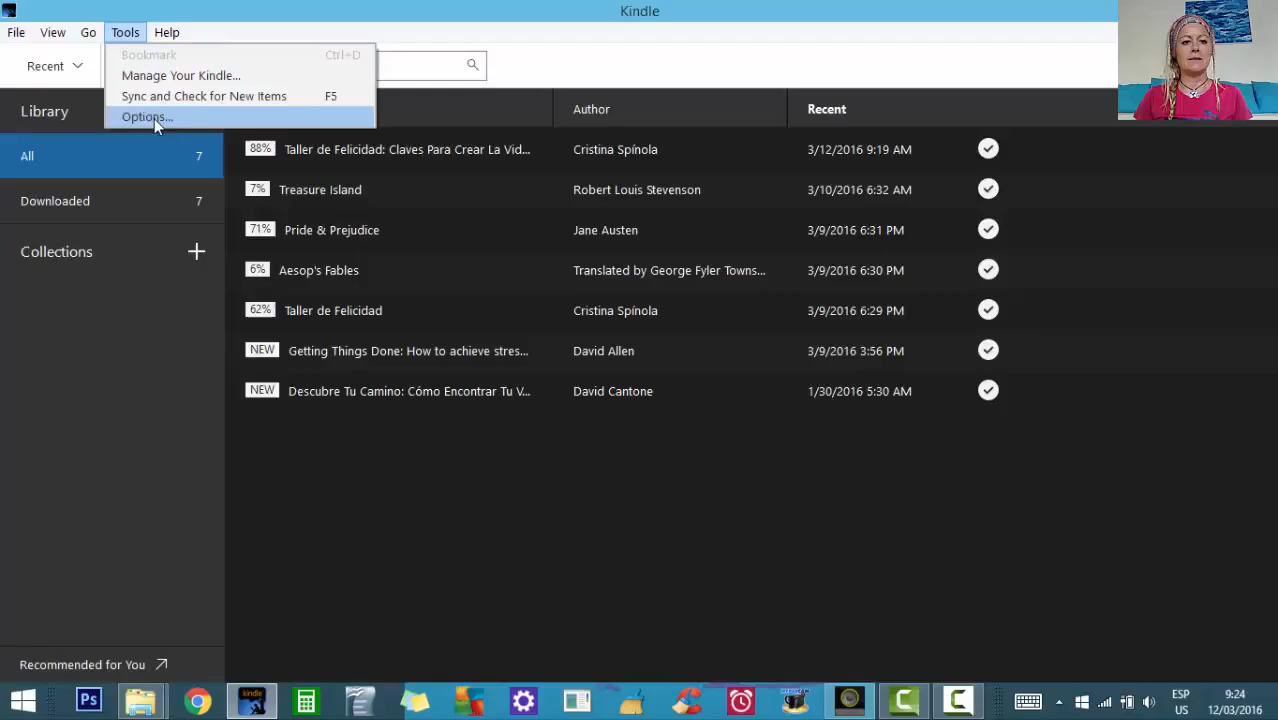 Kindle
File View Go Tools Help
Bookmark Ctrl+D
Recent
Manage Your Kindle...
Sync and Check for New Items F5
Options...
Library
Author Recent
All 7
88% Taller de Felicidad: Claves Para Crear La Vid... Cristina Spínola 3/12/2016 9:19 AM
Downloaded 7
7% Treasure Island Robert Louis Stevenson 3/10/2016 6:32 AM
Collections +
71% Pride & Prejudice Jane Austen 3/9/2016 6:31 PM
6% Aesop's Fables Translated by George Fyler Towns... 3/9/2016 6:30 PM
62% Taller de Felicidad Cristina Spínola 3/9/2016 6:29 PM
NEW Getting Things Done: How to achieve stres... David Allen 3/9/2016 3:56 PM
NEW Descubre Tu Camino: Cómo Encontrar Tu V... David Cantone 1/30/2016 5:30 AM
Recommended for You
Ps kindle ESP 9:24
US 12/03/2016